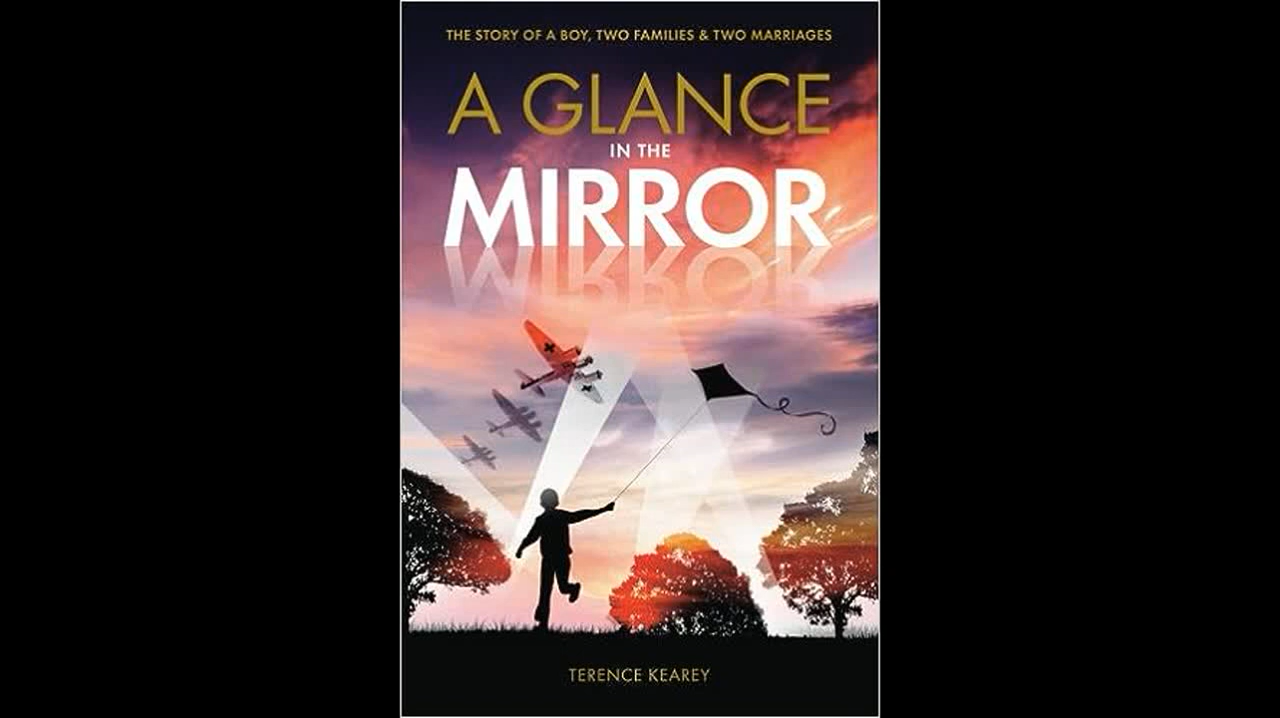 THE STORY OF A BOY, TWO FAMILIES & TWO MARRIAGES
A GLANCE
IN THE
MIRROR
TERENCE KEAREY